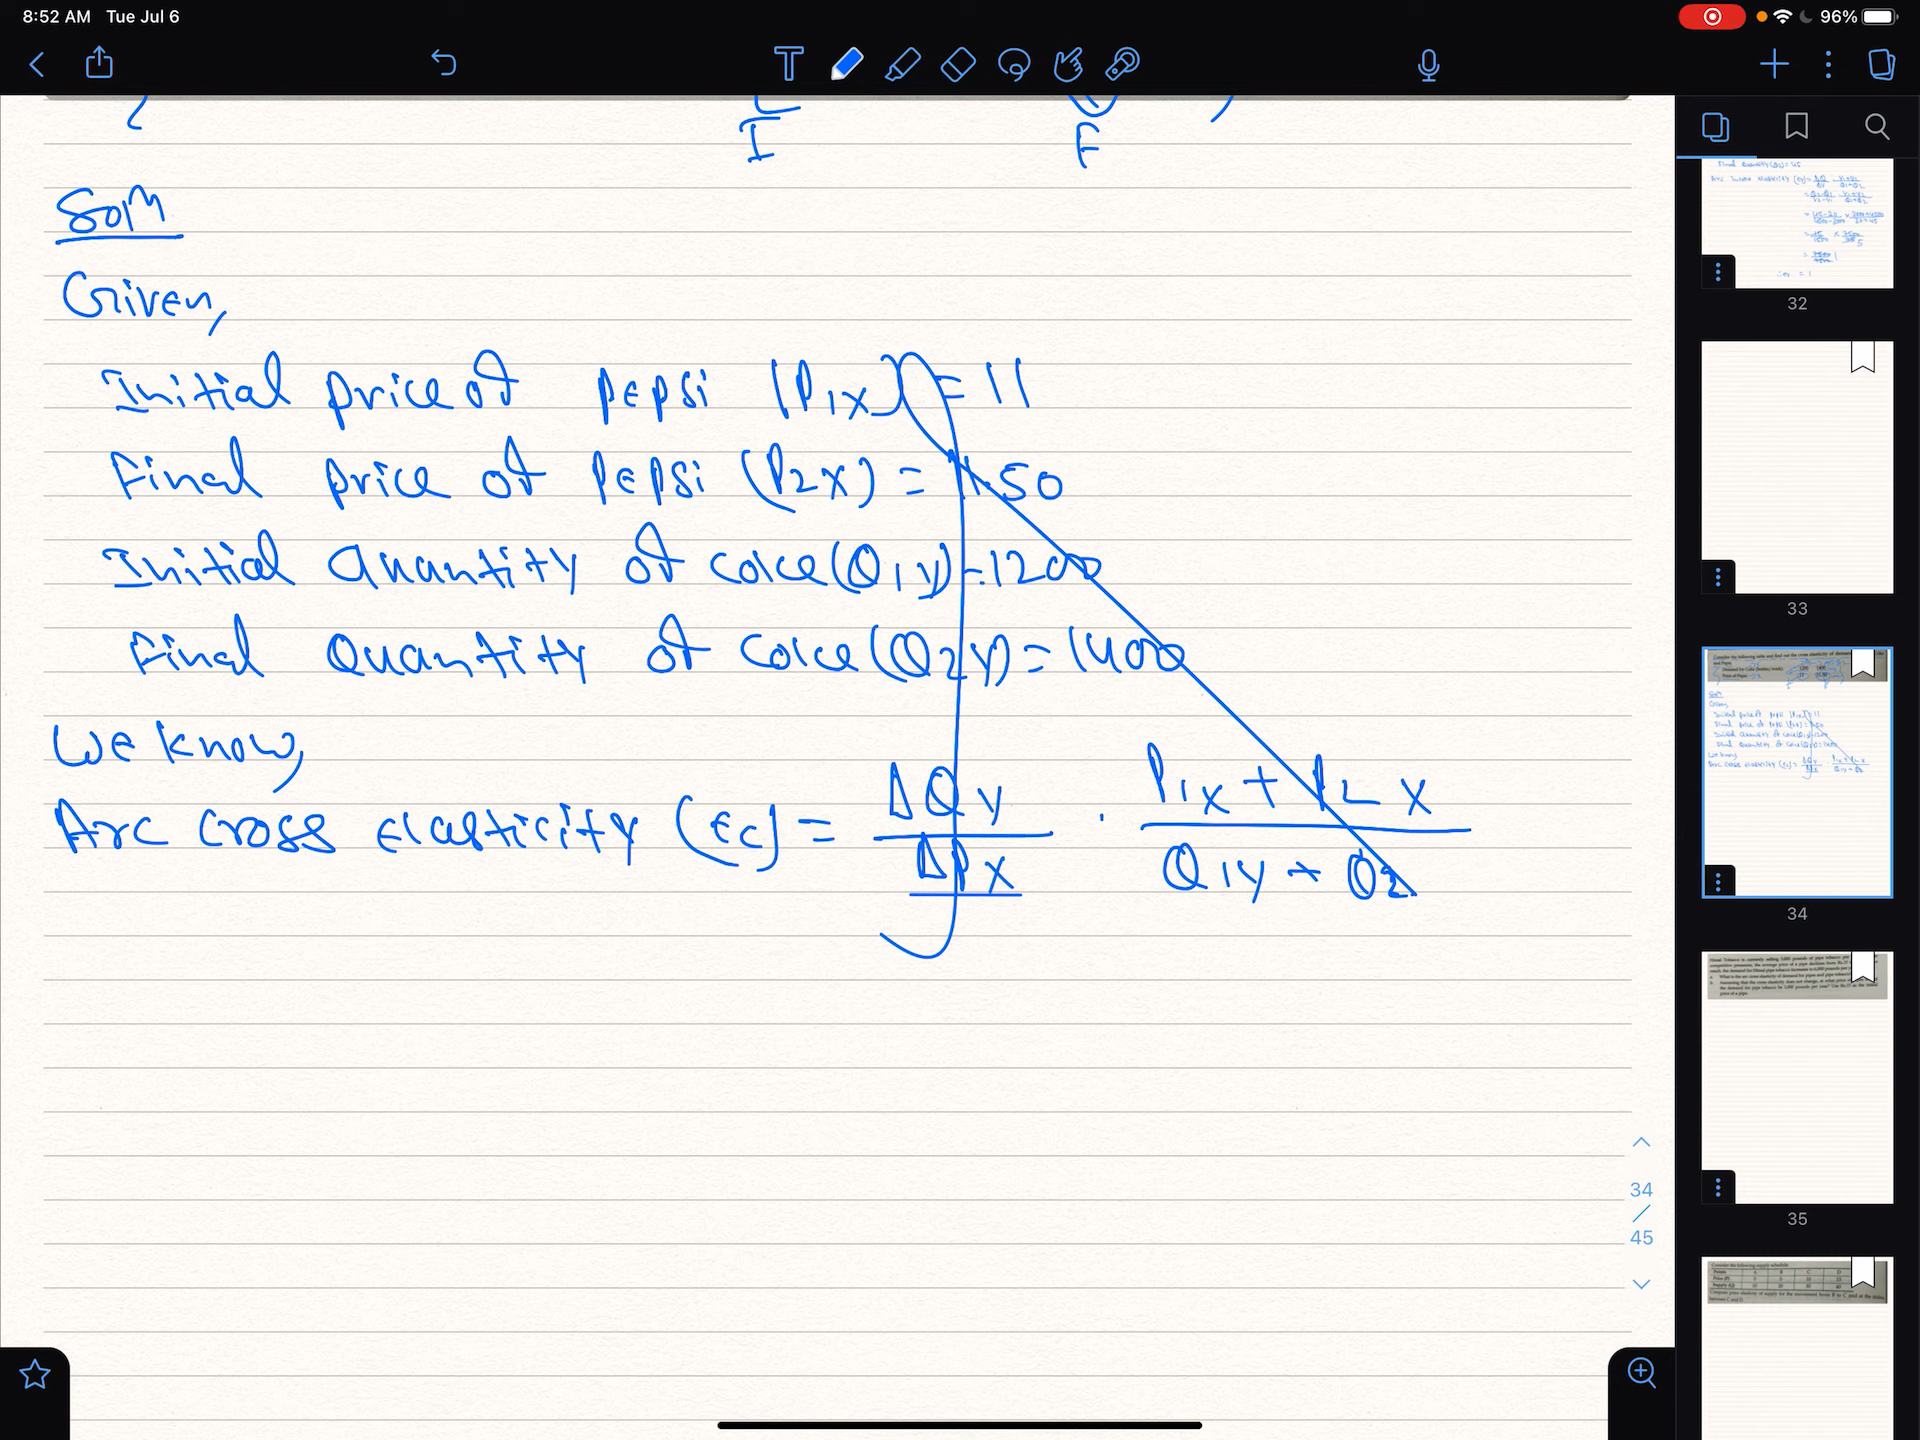 8:52 AM Tue Jul 6
96%
I
F
Soln
Given,
Initial price of pepsi (P1x) = 11
Final price of pepsi (P2x) = 11.50
Initial Quantity of coke (Q1y) = 1200
Final Quantity of coke (Q2y) = 1400
We know,
Arc cross elasticity (Ec) = ΔQy / ΔPx . P1x + P2x / Q1y + Q2
32
33
34
35
34
/
45